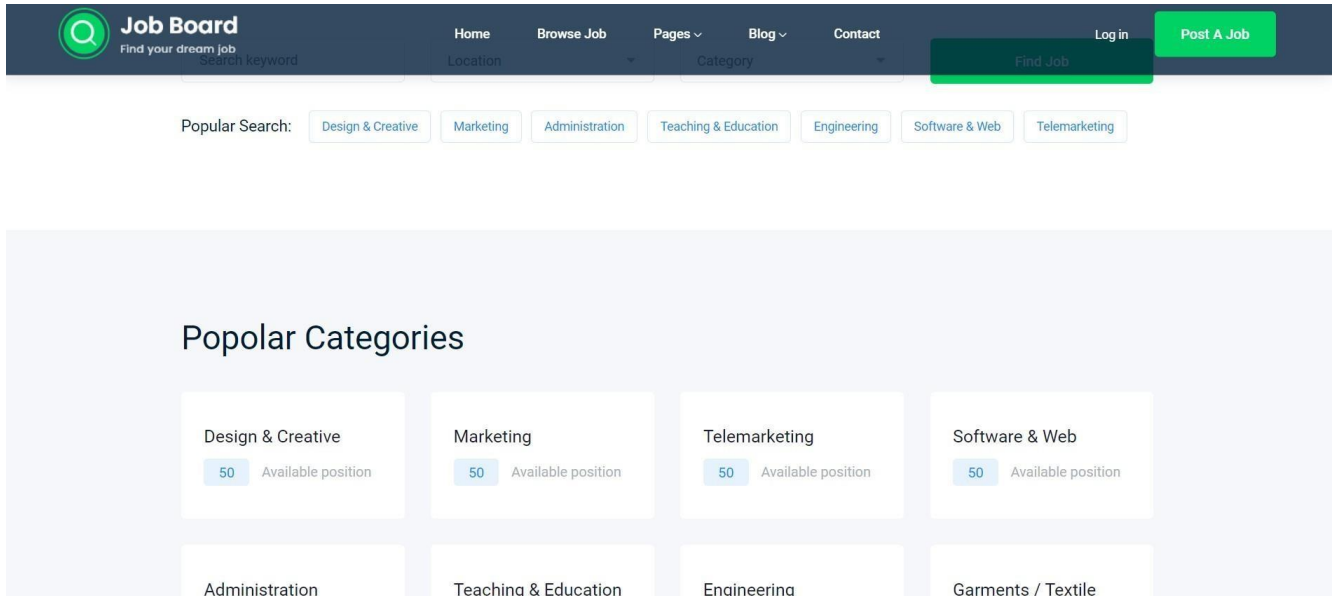 Job Board
Find your dream job
Home Browse Job Pages Blog Contact
Log in
Post A Job
Search keyword Location Category Find Job
Popular Search: Design & Creative Marketing Administration Teaching & Education Engineering Software & Web Telemarketing
Popolar Categories
Design & Creative Marketing Telemarketing Software & Web
50 Available position 50 Available position 50 Available position 50 Available position
Administration Teaching & Education Engineering Garments / Textile